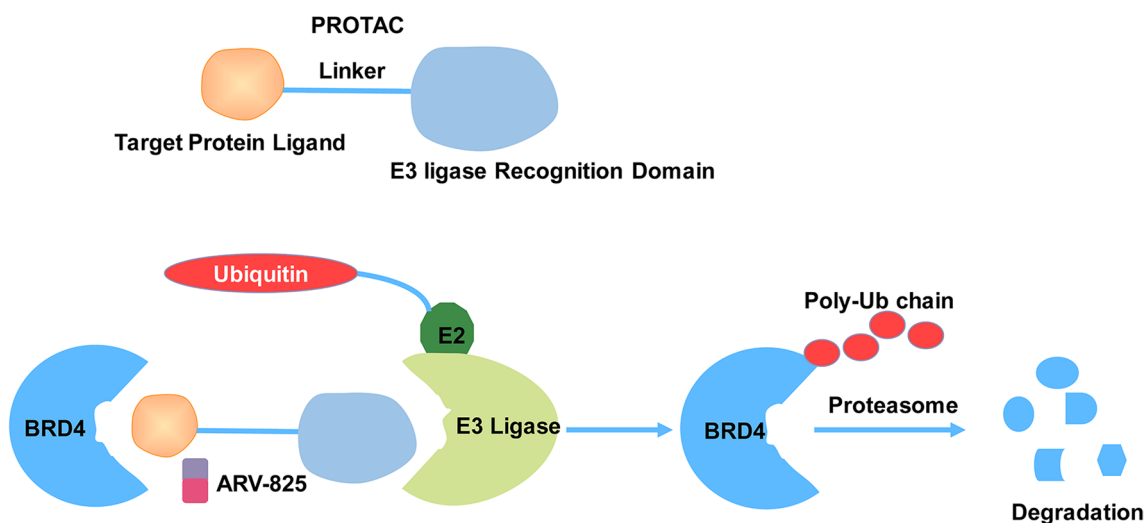 PROTAC
Linker
Target Protein Ligand
E3 ligase Recognition Domain
Ubiquitin
E2
BRD4
E3 Ligase
ARV-825
Poly-Ub chain
BRD4
Proteasome
Degradation